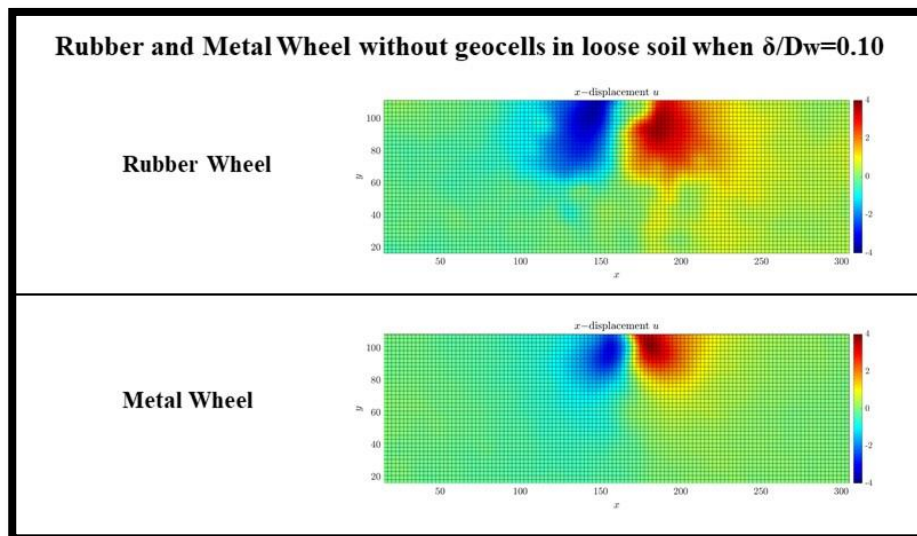 Rubber and Metal Wheel without geocells in loose soil when δ/Dw=0.10
Rubber Wheel
x−displacement u
100
80
60
40
20
y
50 100 150 200 250 300
x
4
2
0
-2
-4
Metal Wheel
x−displacement u
100
80
60
40
20
y
50 100 150 200 250 300
x
4
2
0
-2
-4